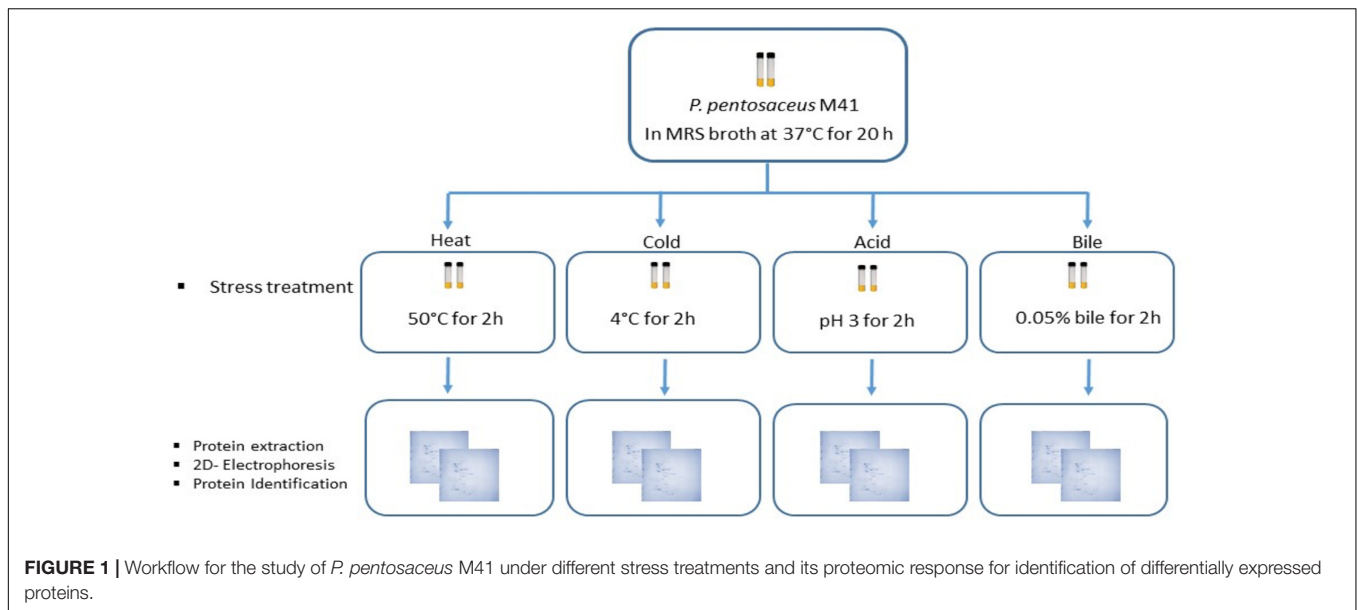 P. pentosaceus M41
In MRS broth at 37°C for 20 h
Heat
Cold
Acid
Bile
▪ Stress treatment
50°C for 2h
4°C for 2h
pH 3 for 2h
0.05% bile for 2h
▪ Protein extraction
▪ 2D- Electrophoresis
▪ Protein Identification
FIGURE 1 | Workflow for the study of P. pentosaceus M41 under different stress treatments and its proteomic response for identification of differentially expressed
proteins.